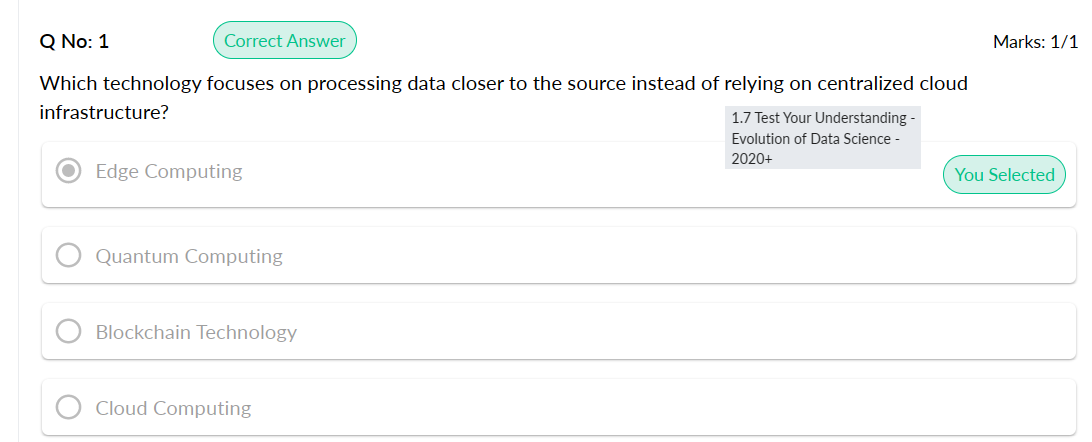 Q No: 1 Correct Answer Marks: 1/1
Which technology focuses on processing data closer to the source instead of relying on centralized cloud
infrastructure?
1.7 Test Your Understanding -
Evolution of Data Science -
2020+
Edge Computing
You Selected
Quantum Computing
Blockchain Technology
Cloud Computing